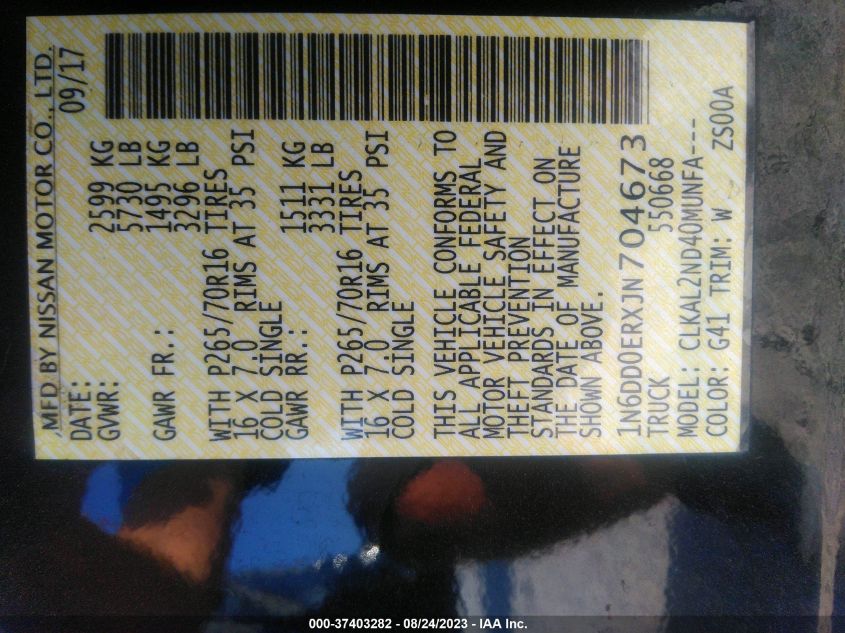 MFD BY NISSAN MOTOR CO., LTD.
DATE: 09/17
GVWR: 2599 KG
5730 LB
GAWR FR.: 1495 KG
3296 LB
WITH P265/70R16 TIRES
16 X 7.0 RIMS AT 35 PSI
COLD SINGLE
GAWR RR.: 1511 KG
3331 LB
WITH P265/70R16 TIRES
16 X 7.0 RIMS AT 35 PSI
COLD SINGLE
THIS VEHICLE CONFORMS TO
ALL APPLICABLE FEDERAL
MOTOR VEHICLE SAFETY AND
THEFT PREVENTION
STANDARDS IN EFFECT ON
THE DATE OF MANUFACTURE
SHOWN ABOVE.
1N6DD0ERXJN704673
TRUCK 550668
MODEL: CLKAL2ND40MUNFA---
COLOR: G41 TRIM: W ZS00A
000-37403282 - 08/24/2023 - IAA Inc.